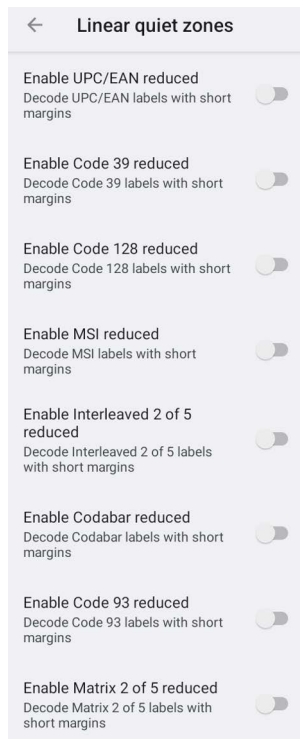 Linear quiet zones
Enable UPC/EAN reduced
Decode UPC/EAN labels with short
margins
Enable Code 39 reduced
Decode Code 39 labels with short
margins
Enable Code 128 reduced
Decode Code 128 labels with short
margins
Enable MSI reduced
Decode MSI labels with short
margins
Enable Interleaved 2 of 5
reduced
Decode Interleaved 2 of 5 labels
with short margins
Enable Codabar reduced
Decode Codabar labels with short
margins
Enable Code 93 reduced
Decode Code 93 labels with short
margins
Enable Matrix 2 of 5 reduced
Decode Matrix 2 of 5 labels with
short margins